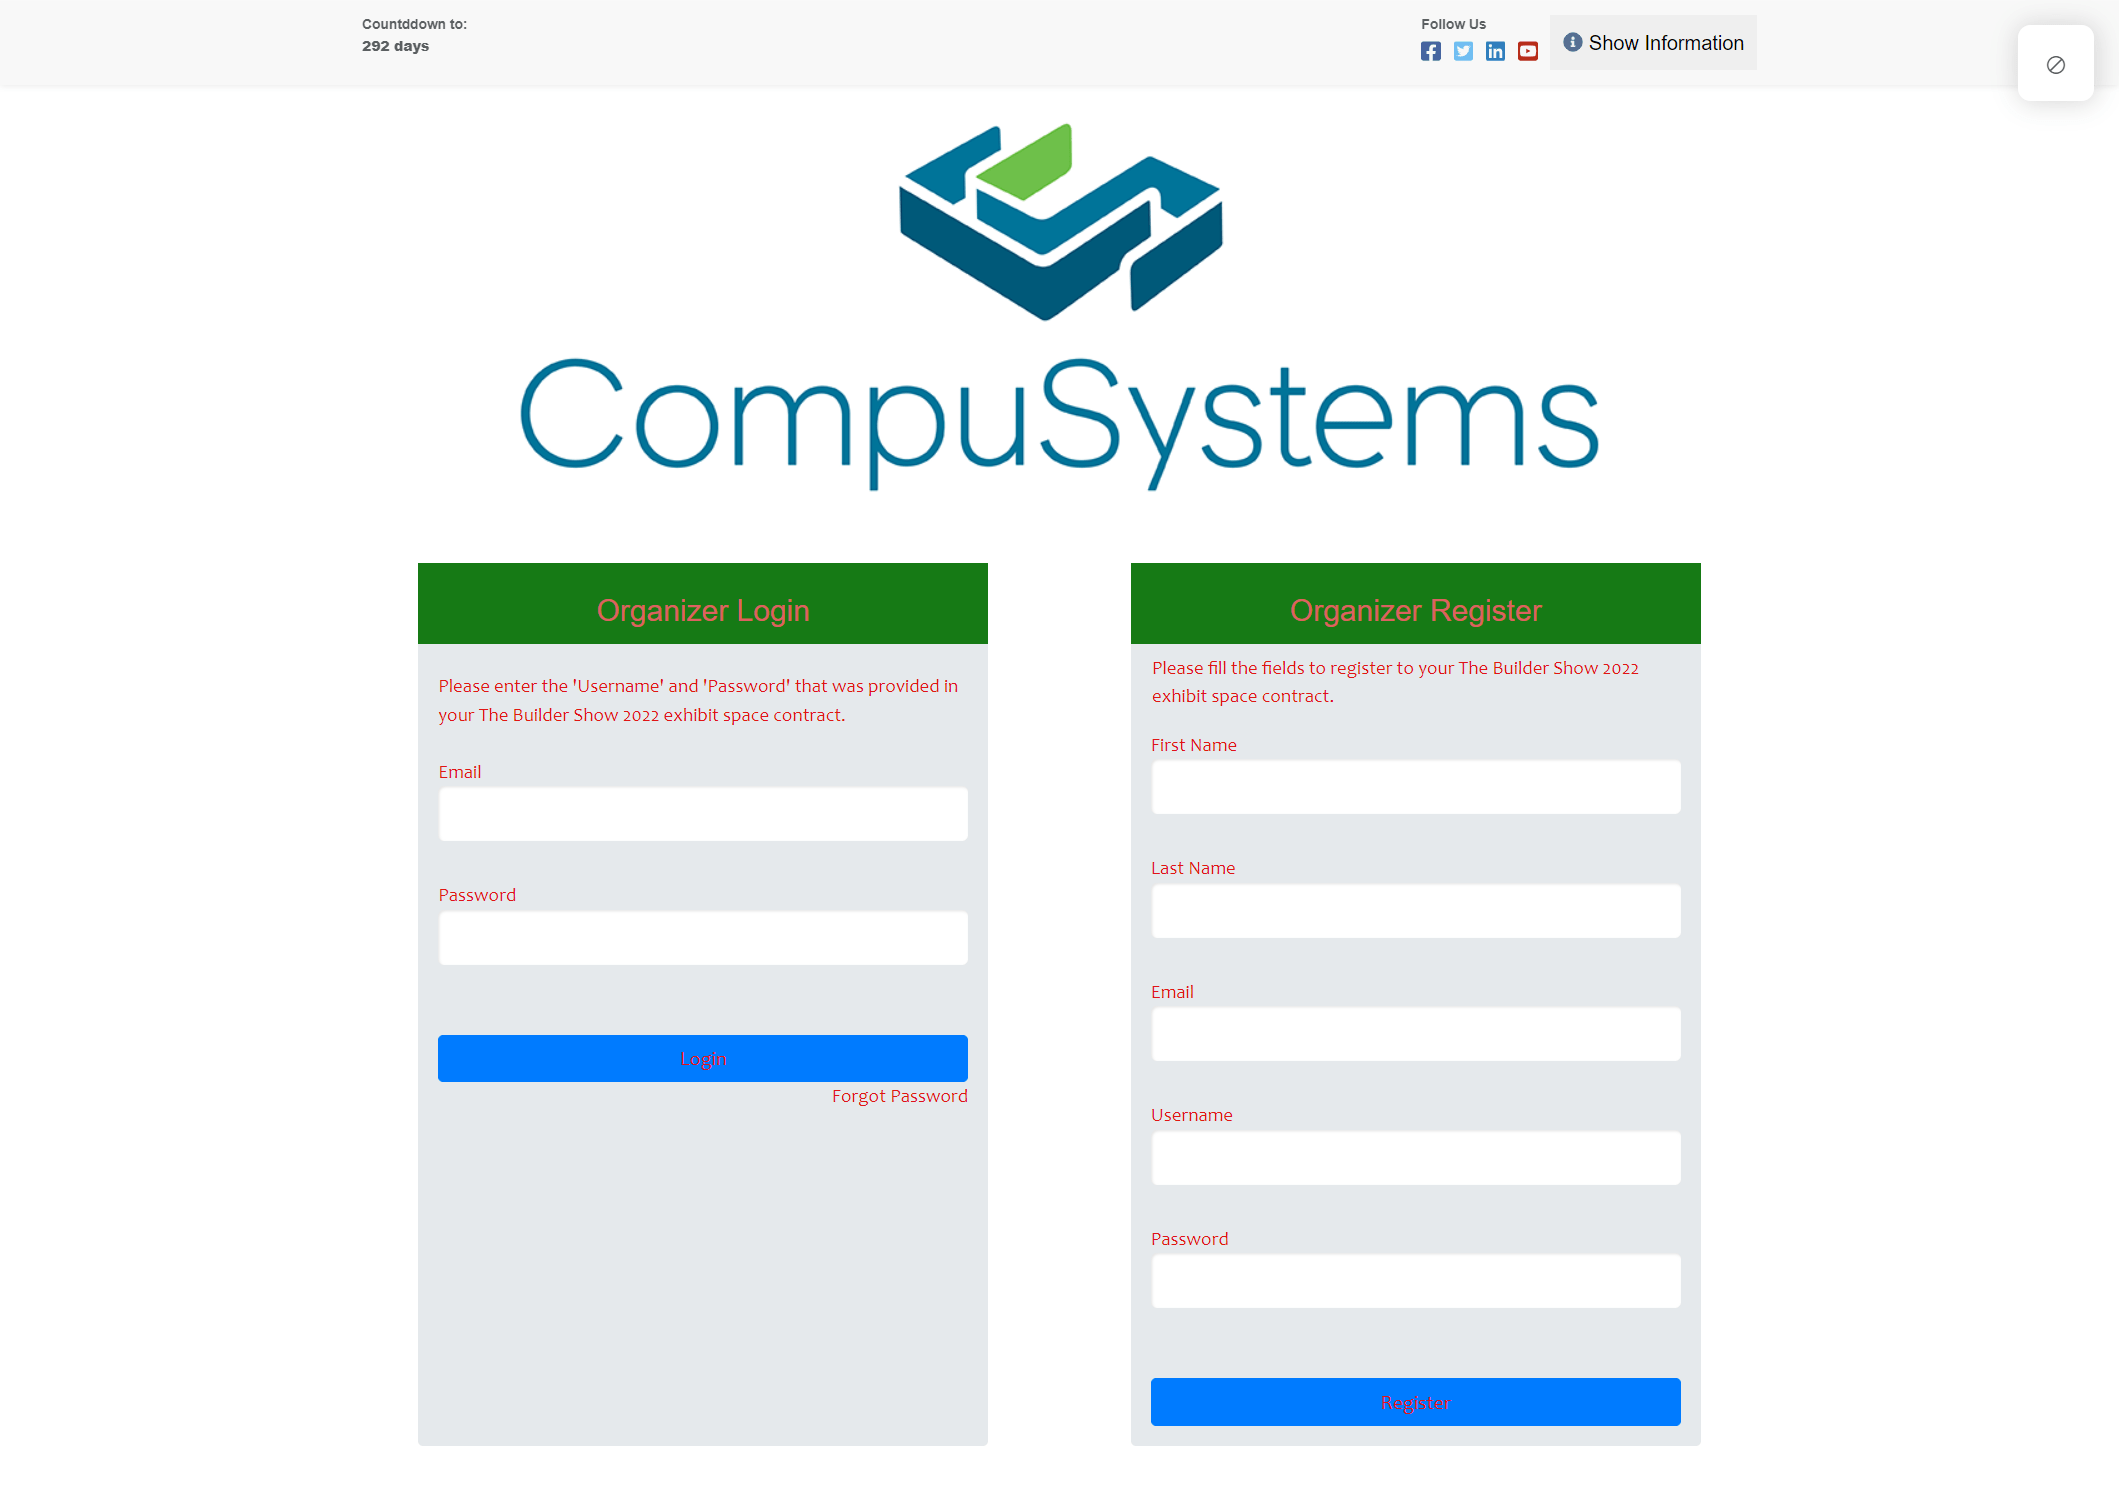 Countddown to:
292 days
Follow Us
Show Information
CompuSystems
Organizer Login
Please enter the 'Username' and 'Password' that was provided in
your The Builder Show 2022 exhibit space contract.
Email
Password
Login
Forgot Password
Organizer Register
Please fill the fields to register to your The Builder Show 2022
exhibit space contract.
First Name
Last Name
Email
Username
Password
Register